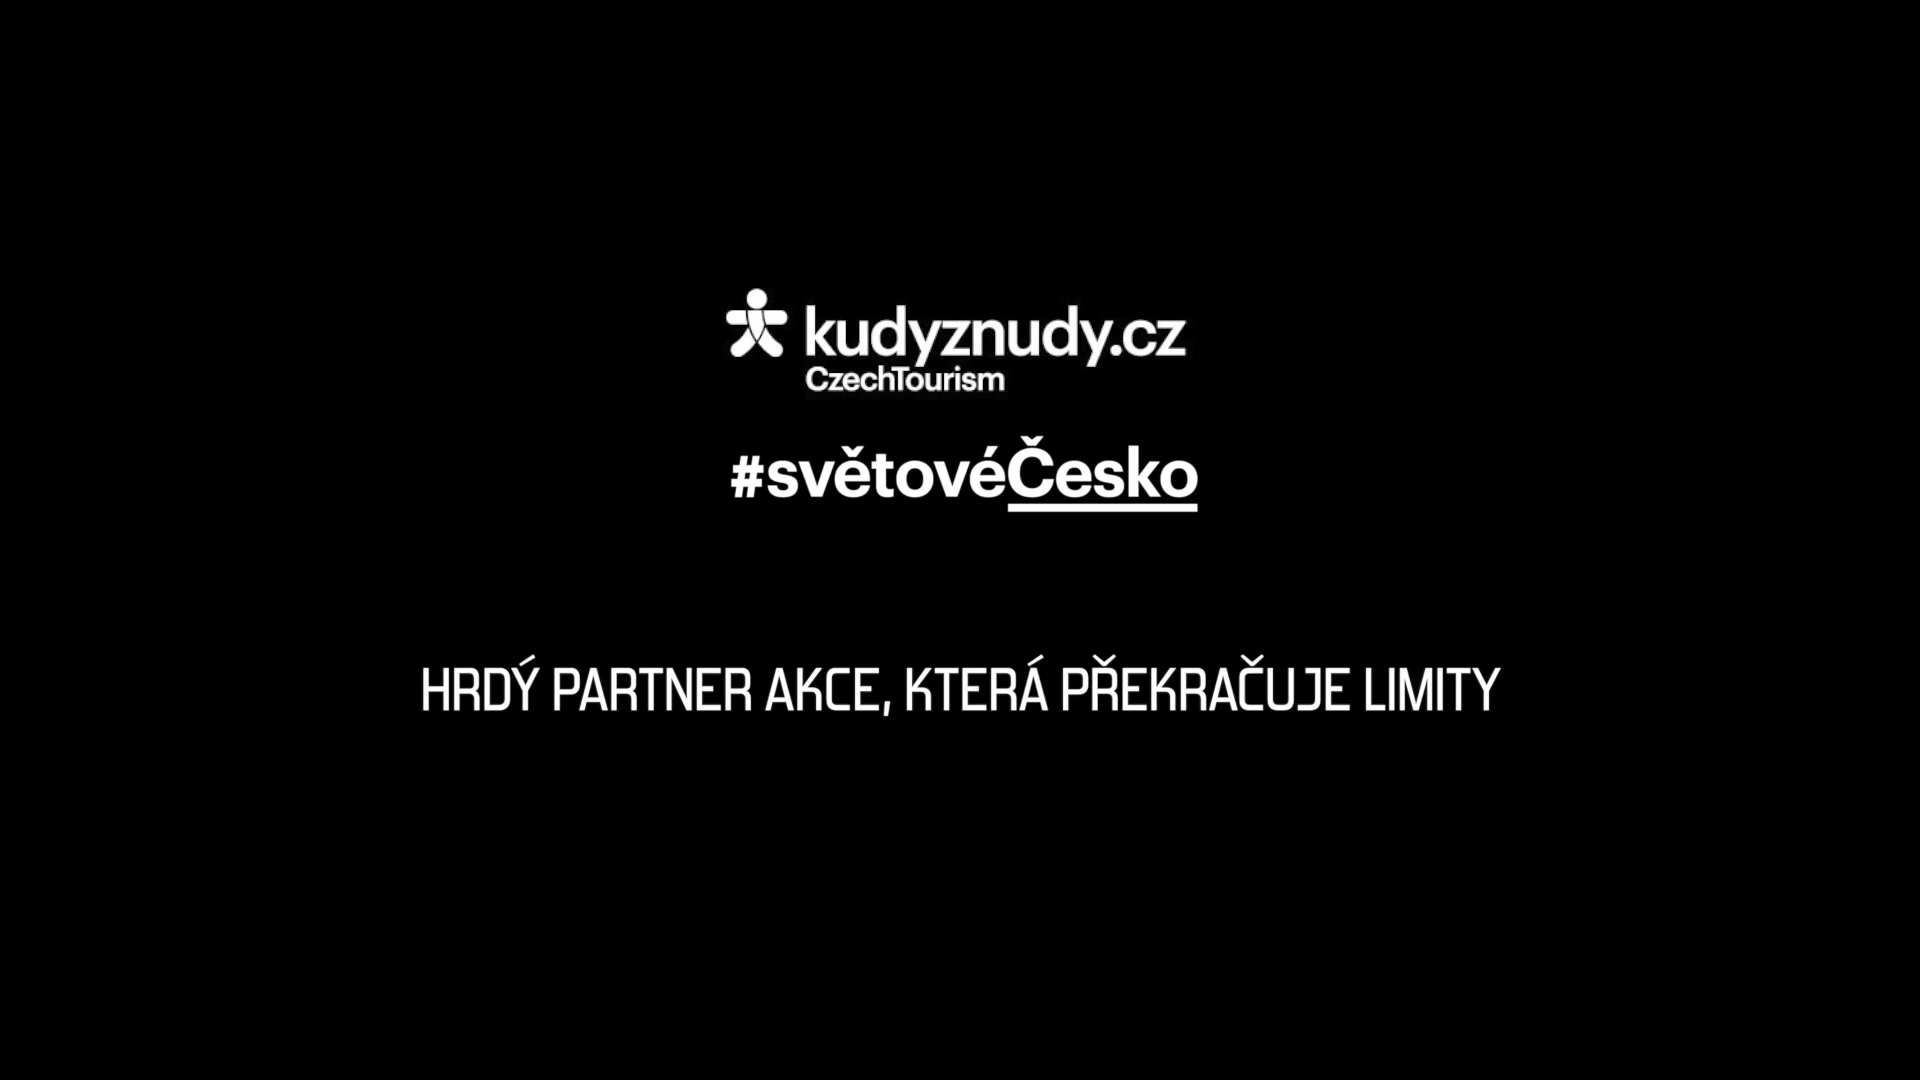 kudyznudy.cz
CzechTourism
#světovéČesko
HRDÝ PARTNER AKCE, KTERÁ PŘEKRAČUJE LIMITY